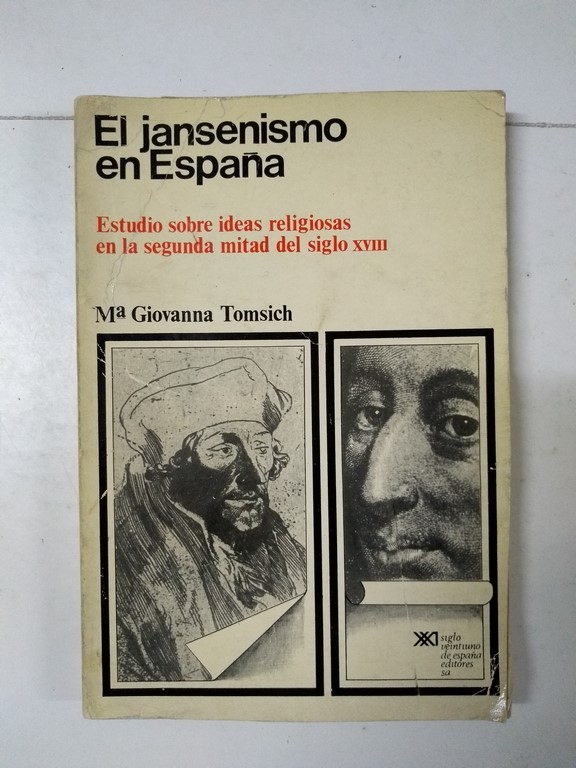 El jansenismo
en España
Estudio sobre ideas religiosas
en la segunda mitad del siglo XVIII
Mª Giovanna Tomsich
siglo
veintiuno
de españa
editores
sa